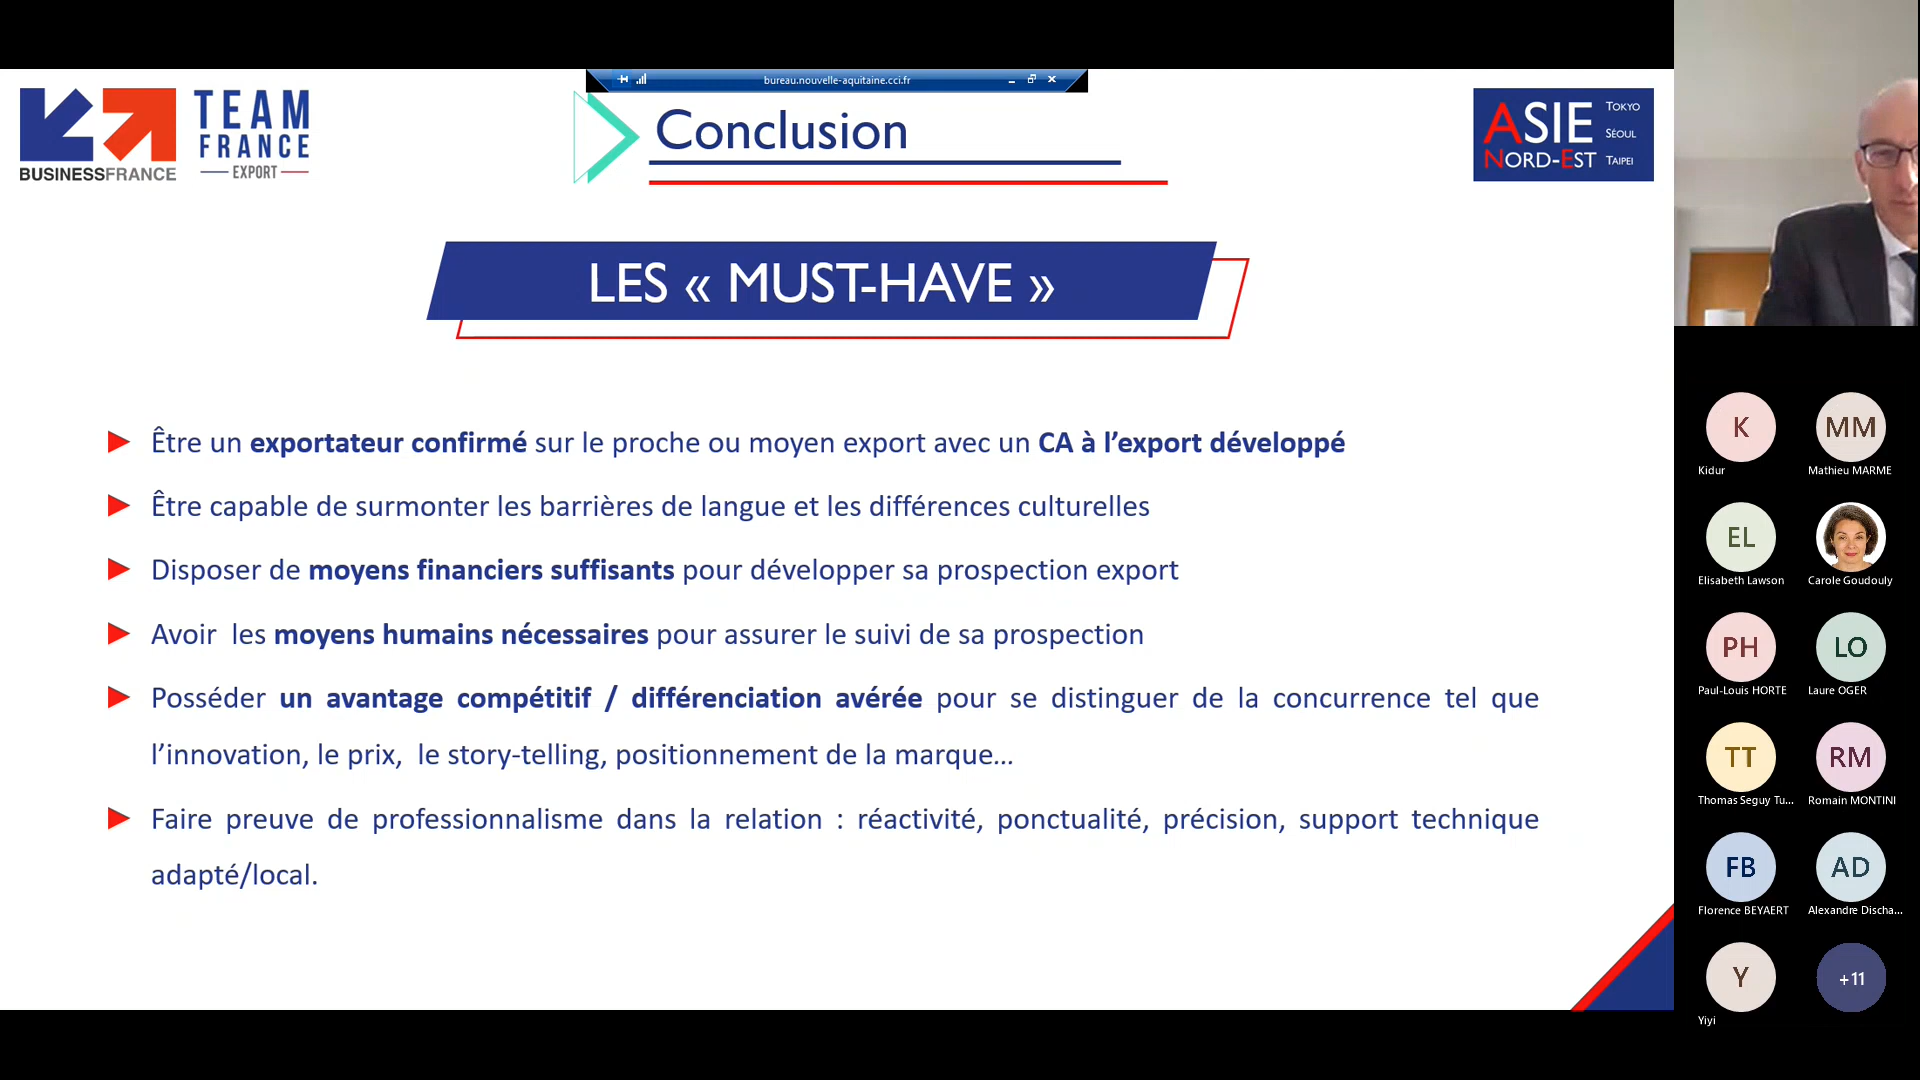 bureau.nouvelle-aquitaine.cci.fr
BUSINESSFRANCE
TEAM
FRANCE
EXPORT
Conclusion
ASIE
NORD-EST
TOKYO
SÉOUL
TAIPEI
LES « MUST-HAVE »
Être un exportateur confirmé sur le proche ou moyen export avec un CA à l’export développé
Être capable de surmonter les barrières de langue et les différences culturelles
Disposer de moyens financiers suffisants pour développer sa prospection export
Avoir les moyens humains nécessaires pour assurer le suivi de sa prospection
Posséder un avantage compétitif / différenciation avérée pour se distinguer de la concurrence tel que
l’innovation, le prix, le story-telling, positionnement de la marque...
Faire preuve de professionnalisme dans la relation : réactivité, ponctualité, précision, support technique
adapté/local.
K
Kidur
MM
Mathieu MARME
EL
Elisabeth Lawson
Carole Goudouly
PH
Paul-Louis HORTE
LO
Laure OGER
TT
Thomas Seguy Tu...
RM
Romain MONTINI
FB
Florence BEYAERT
AD
Alexandre Discha...
Y
Yiyi
+11